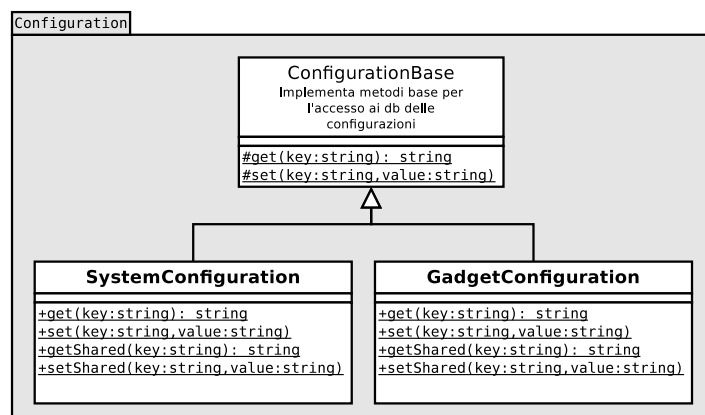 Configuration
ConfigurationBase
Implementa metodi base per
l'accesso ai db delle
configurazioni
#get(key:string): string
#set(key:string,value:string)
SystemConfiguration
+get(key:string): string
+set(key:string,value:string)
+getShared(key:string): string
+setShared(key:string,value:string)
GadgetConfiguration
+get(key:string): string
+set(key:string,value:string)
+getShared(key:string): string
+setShared(key:string,value:string)